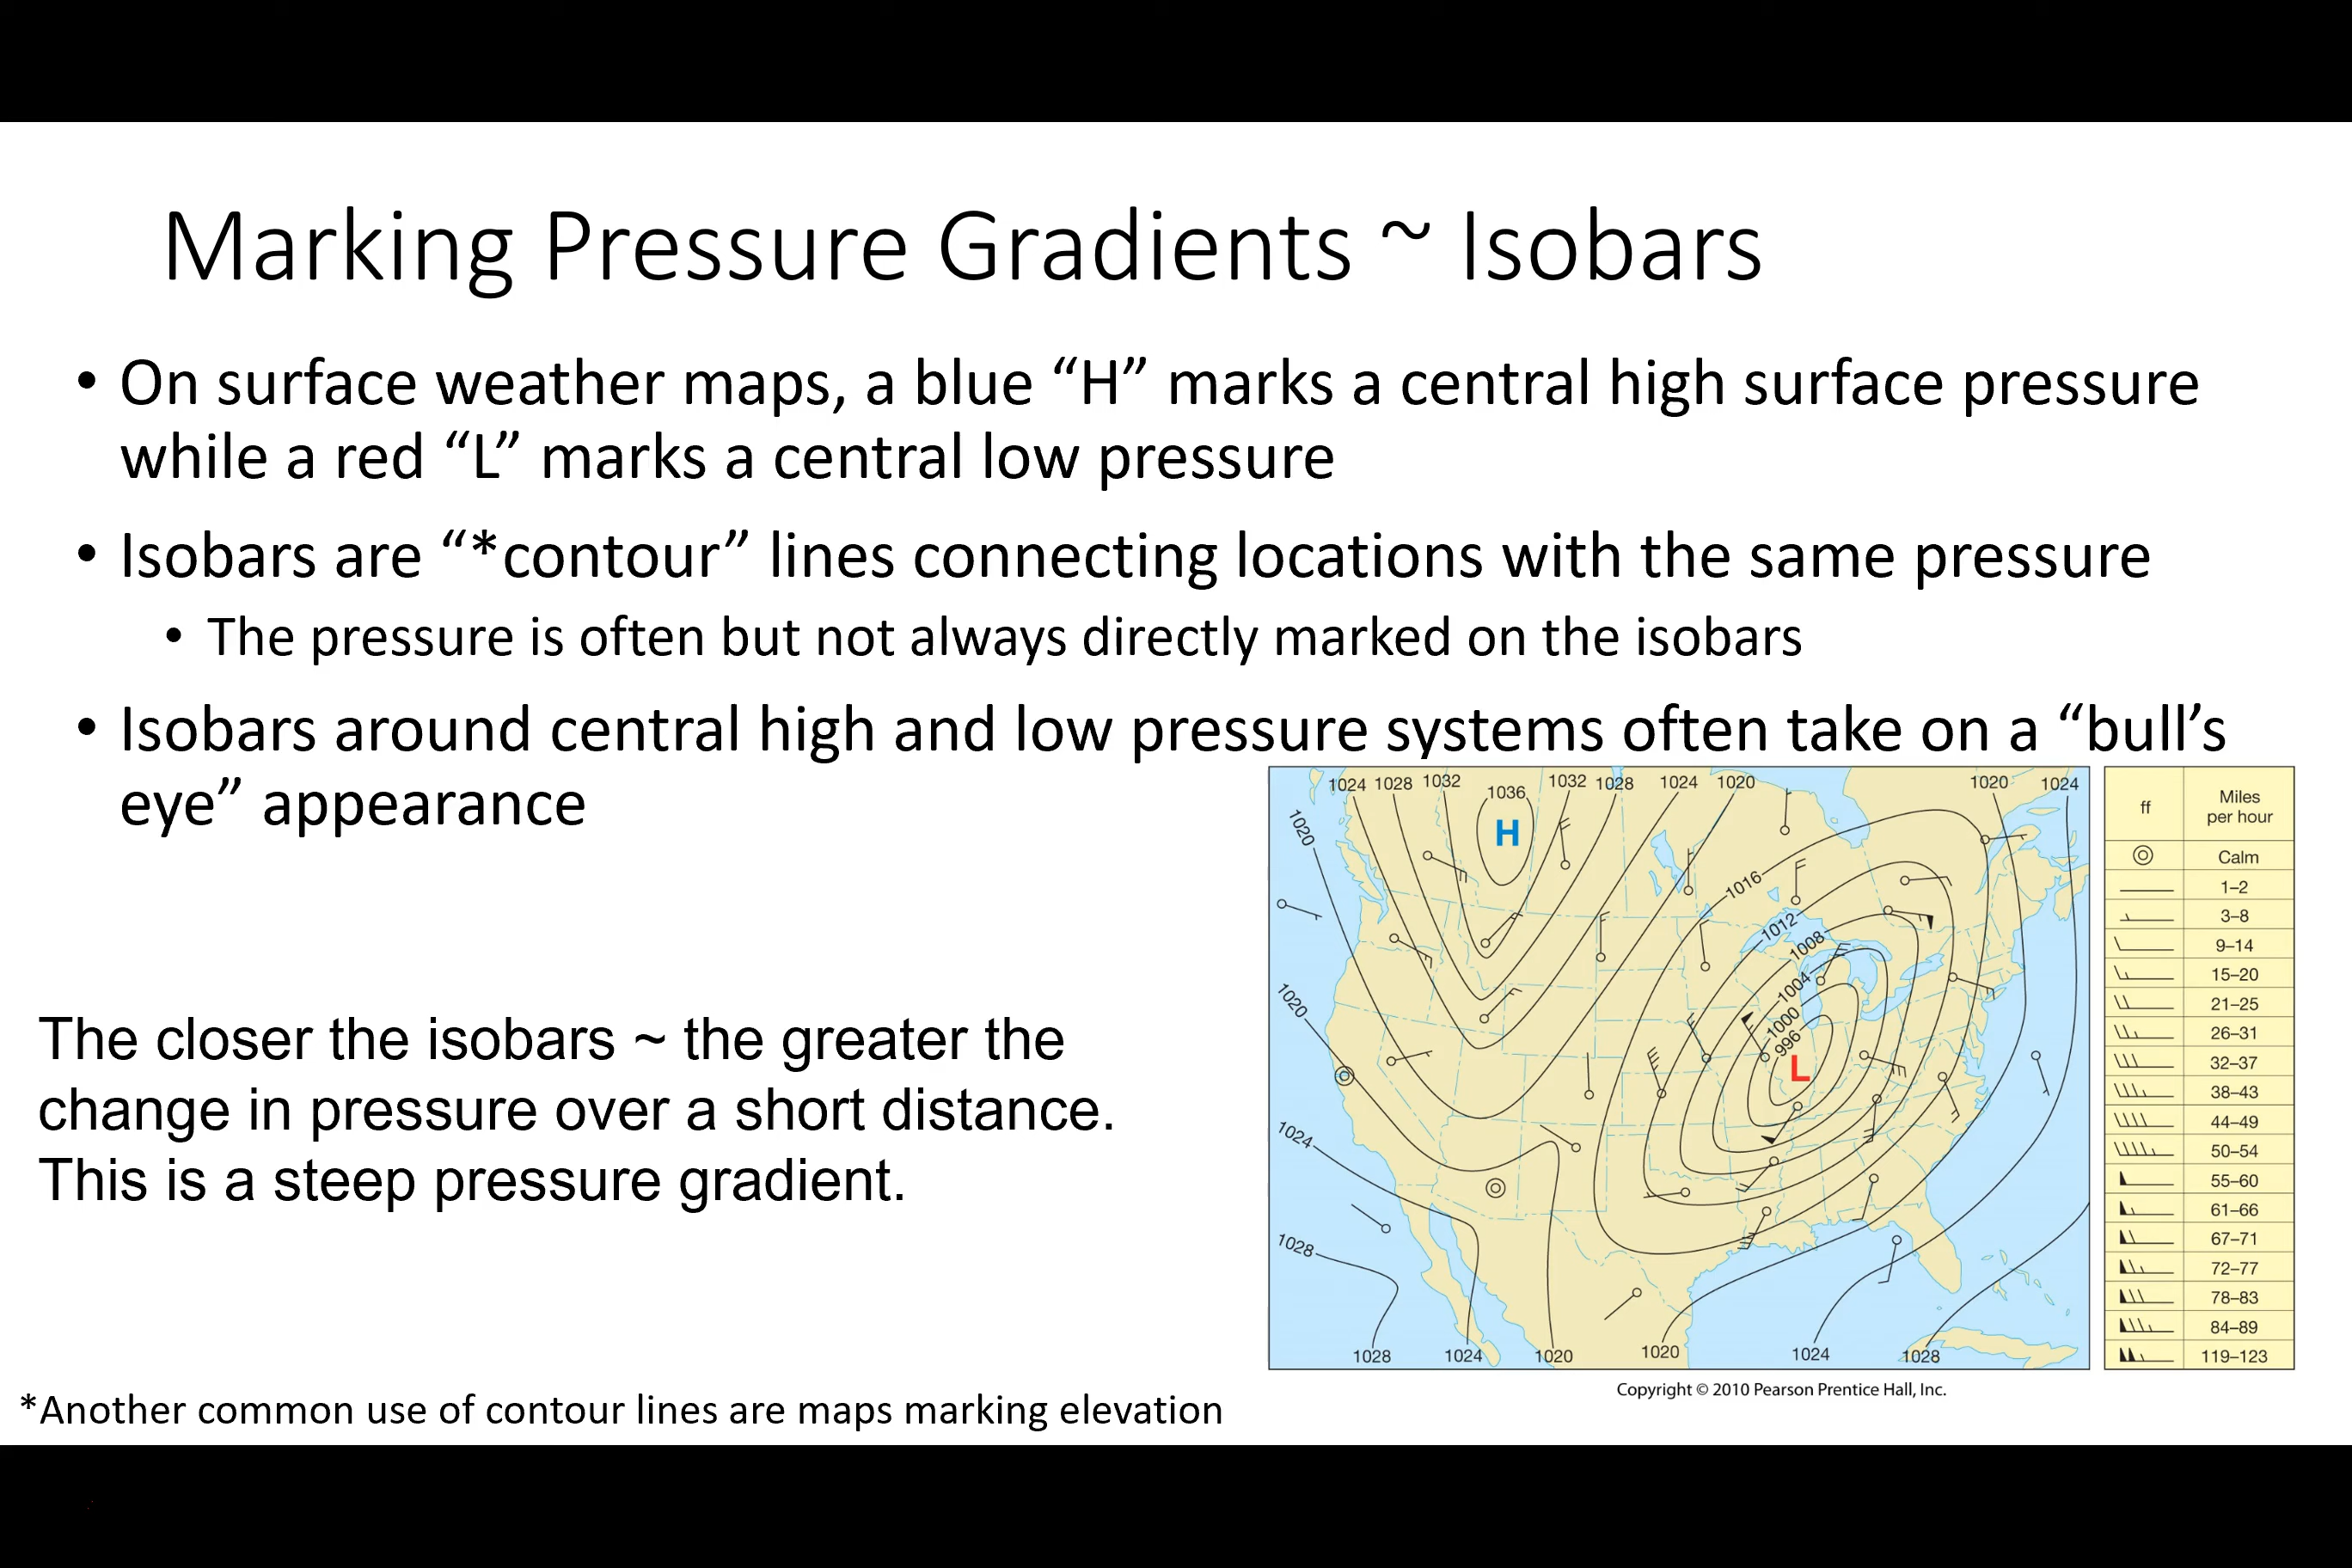 Marking Pressure Gradients ~ Isobars
• On surface weather maps, a blue “H” marks a central high surface pressure
while a red “L” marks a central low pressure
• Isobars are “*contour” lines connecting locations with the same pressure
• The pressure is often but not always directly marked on the isobars
• Isobars around central high and low pressure systems often take on a “bull’s
eye” appearance
The closer the isobars ~ the greater the
change in pressure over a short distance.
This is a steep pressure gradient.
*Another common use of contour lines are maps marking elevation
1024 1028 1032 1036 1032 1028 1024 1020 1020 1024
H
1020
1016
1012
1008
1004
1000
996
L
1020
1024
1028
1028 1024 1020 1020 1024 1028
ff Miles
per hour
Calm
1–2
3–8
9–14
15–20
21–25
26–31
32–37
38–43
44–49
50–54
55–60
61–66
67–71
72–77
78–83
84–89
119–123
Copyright © 2010 Pearson Prentice Hall, Inc.